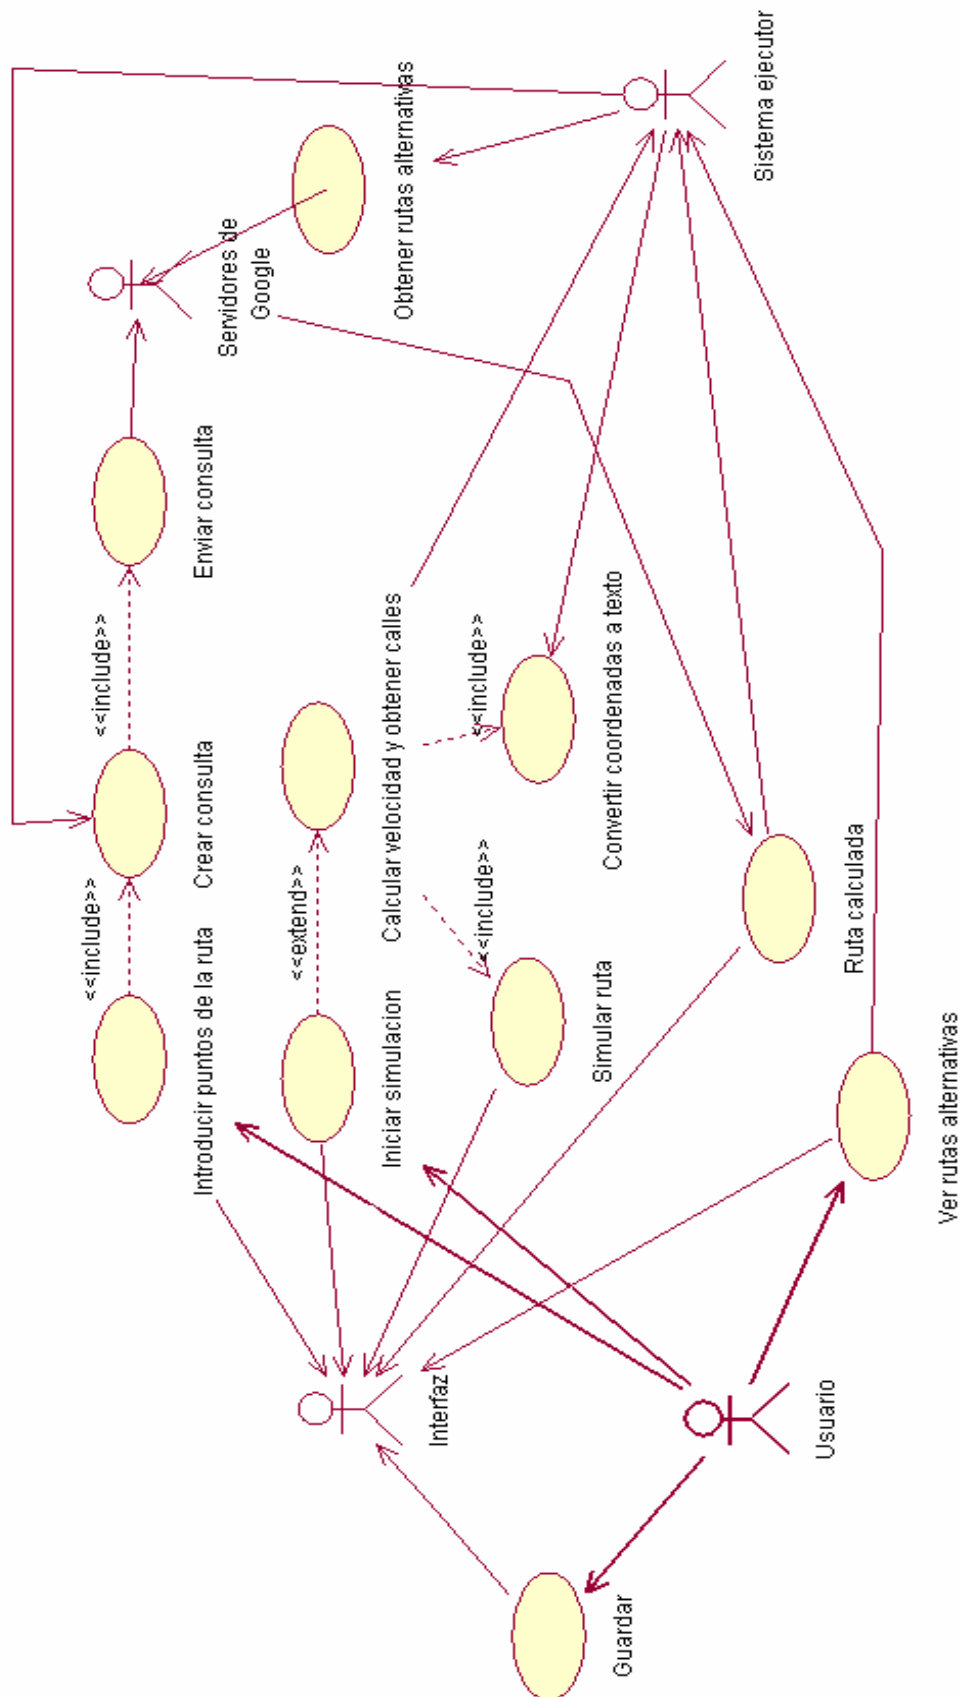 <<include>>
<<include>>
Introducir puntos de la ruta
Crear consulta
Enviar consulta
Servidores de
Google
<<extend>>
Iniciar simulacion
Calcular velocidad y obtener calles
Obtener rutas alternativas
Interfaz
<<include>>
<<include>>
Guardar
Simular ruta
Convertir coordenadas a texto
Sistema ejecutor
Usuario
Ruta calculada
Ver rutas alternativas